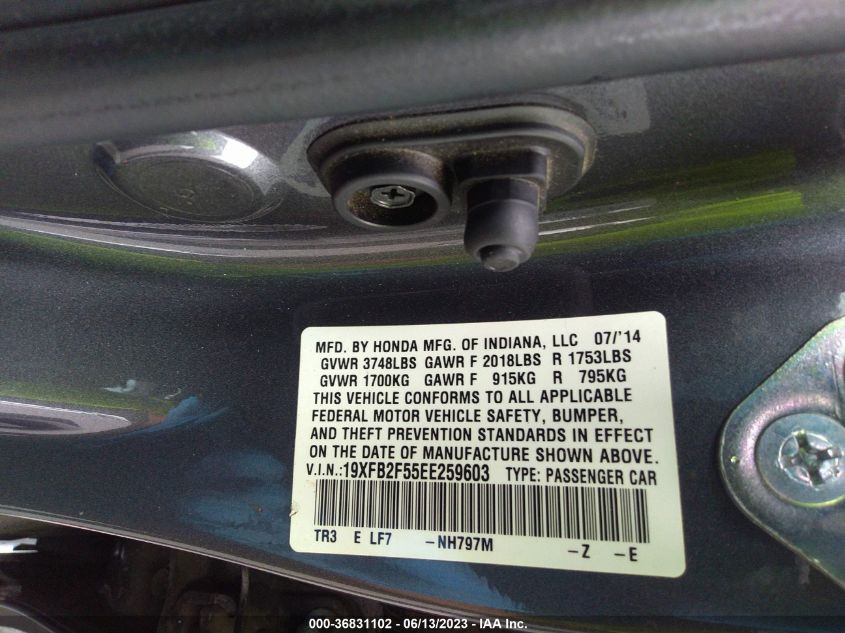 MFD. BY HONDA MFG. OF INDIANA, LLC 07/'14
GVWR 3748LBS GAWR F 2018LBS R 1753LBS
GVWR 1700KG GAWR F 915KG R 795KG
THIS VEHICLE CONFORMS TO ALL APPLICABLE
FEDERAL MOTOR VEHICLE SAFETY, BUMPER,
AND THEFT PREVENTION STANDARDS IN EFFECT
ON THE DATE OF MANUFACTURE SHOWN ABOVE.
V.I.N.:19XFB2F55EE259603 TYPE: PASSENGER CAR
TR3 E LF7 -NH797M -Z -E
000-36831102 - 06/13/2023 - IAA Inc.